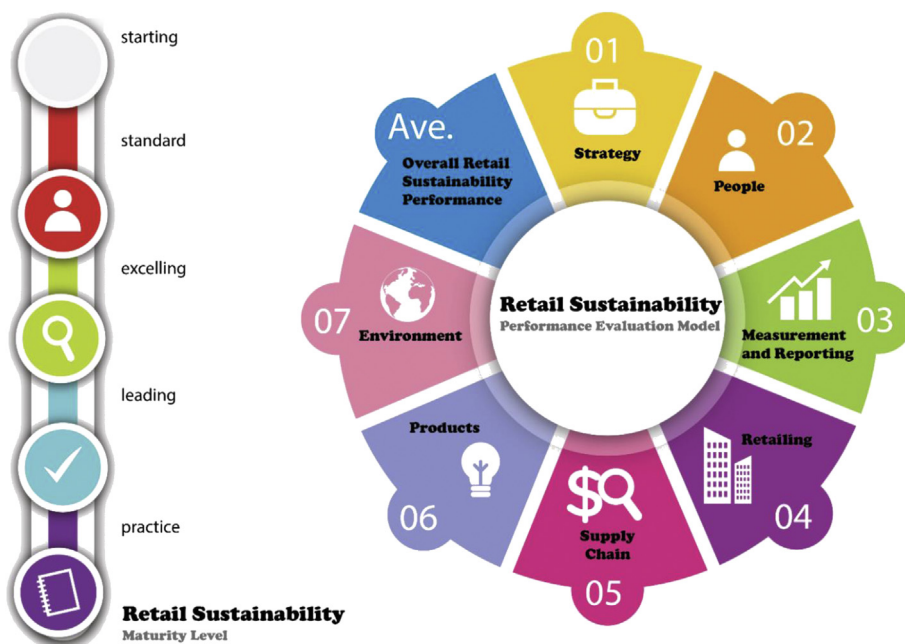 starting
standard
excelling
leading
practice
Retail Sustainability
Maturity Level
01
Strategy
02
People
03
Measurement
and Reporting
04
Retailing
05
Supply
Chain
06
Products
07
Environment
Ave.
Overall Retail
Sustainability
Performance
Retail Sustainability
Performance Evaluation Model